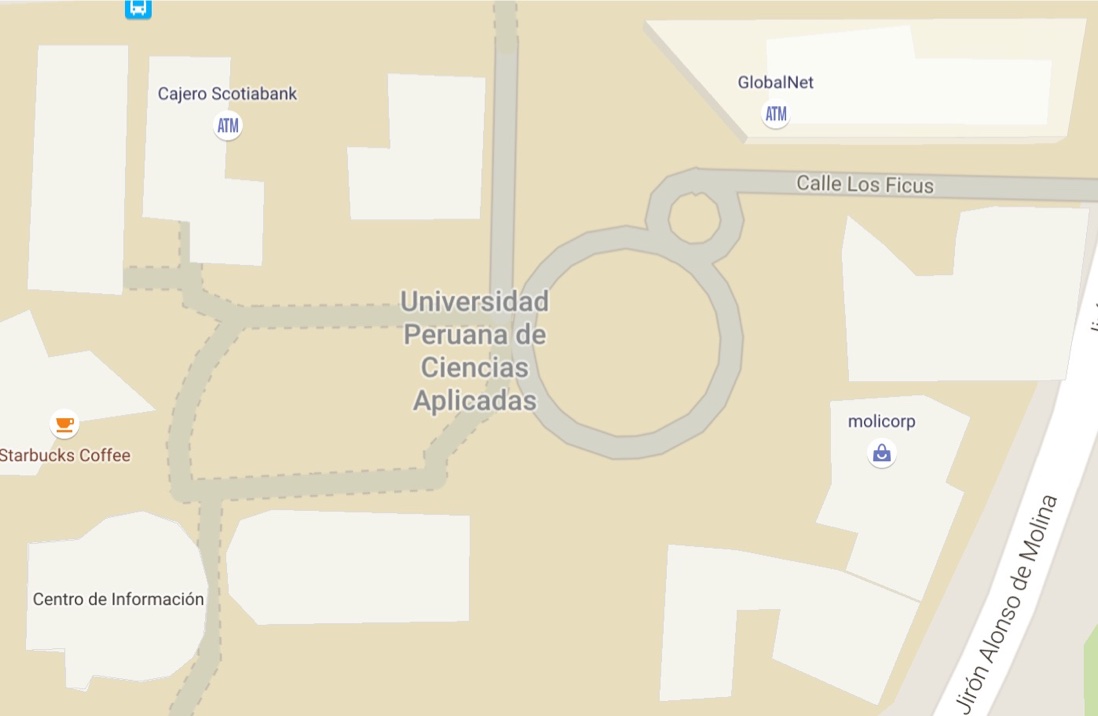 Cajero Scotiabank
ATM
GlobalNet
ATM
Calle Los Ficus
Universidad
Peruana de
Ciencias
Aplicadas
molicorp
Starbucks Coffee
Centro de Información
Jirón Alonso de Molina